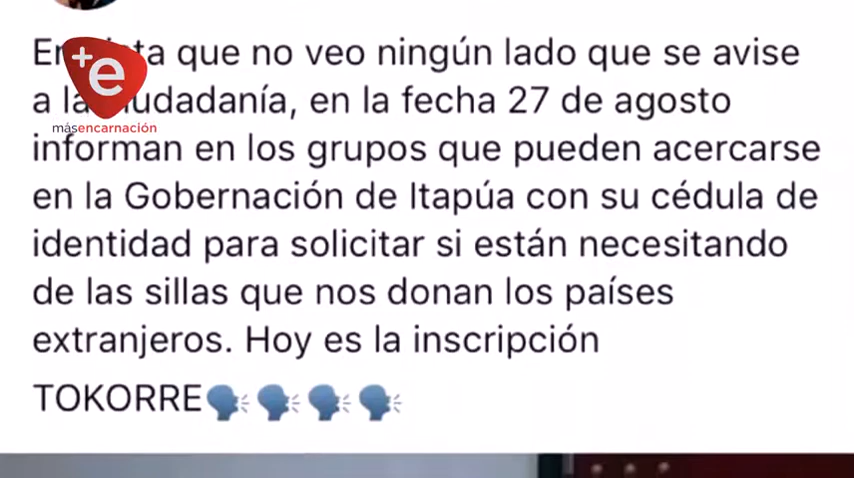 que no veo ningún lado que se avise
a la ciudadanía, en la fecha 27 de agosto
+e
másencarnación
informan en los grupos que pueden acercarse
en la Gobernación de Itapúa con su cédula de
identidad para solicitar si están necesitando
de las sillas que nos donan los países
extranjeros. Hoy es la inscripción
TOKORRE🗣️🗣️🗣️🗣️